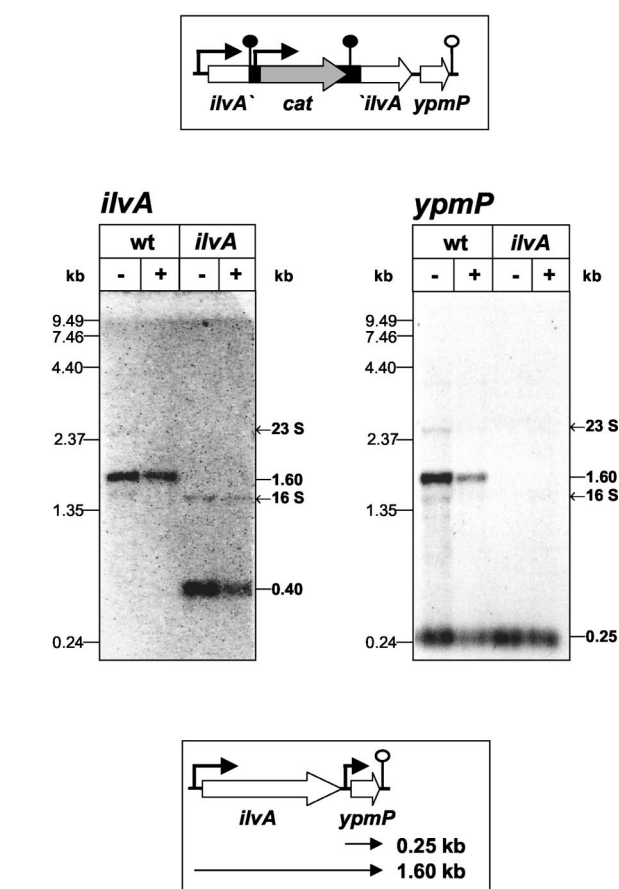 ilvA` cat `ilvA ypmP
ilvA
wt ilvA
kb - + - + kb
9.49
7.46
4.40
←23 S
2.37
1.60
←16 S
1.35
0.40
0.24
ypmP
wt ilvA
kb - + - + kb
9.49
7.46
4.40
←23 S
2.37
1.60
←16 S
1.35
0.24
0.25
ilvA ypmP
0.25 kb
1.60 kb